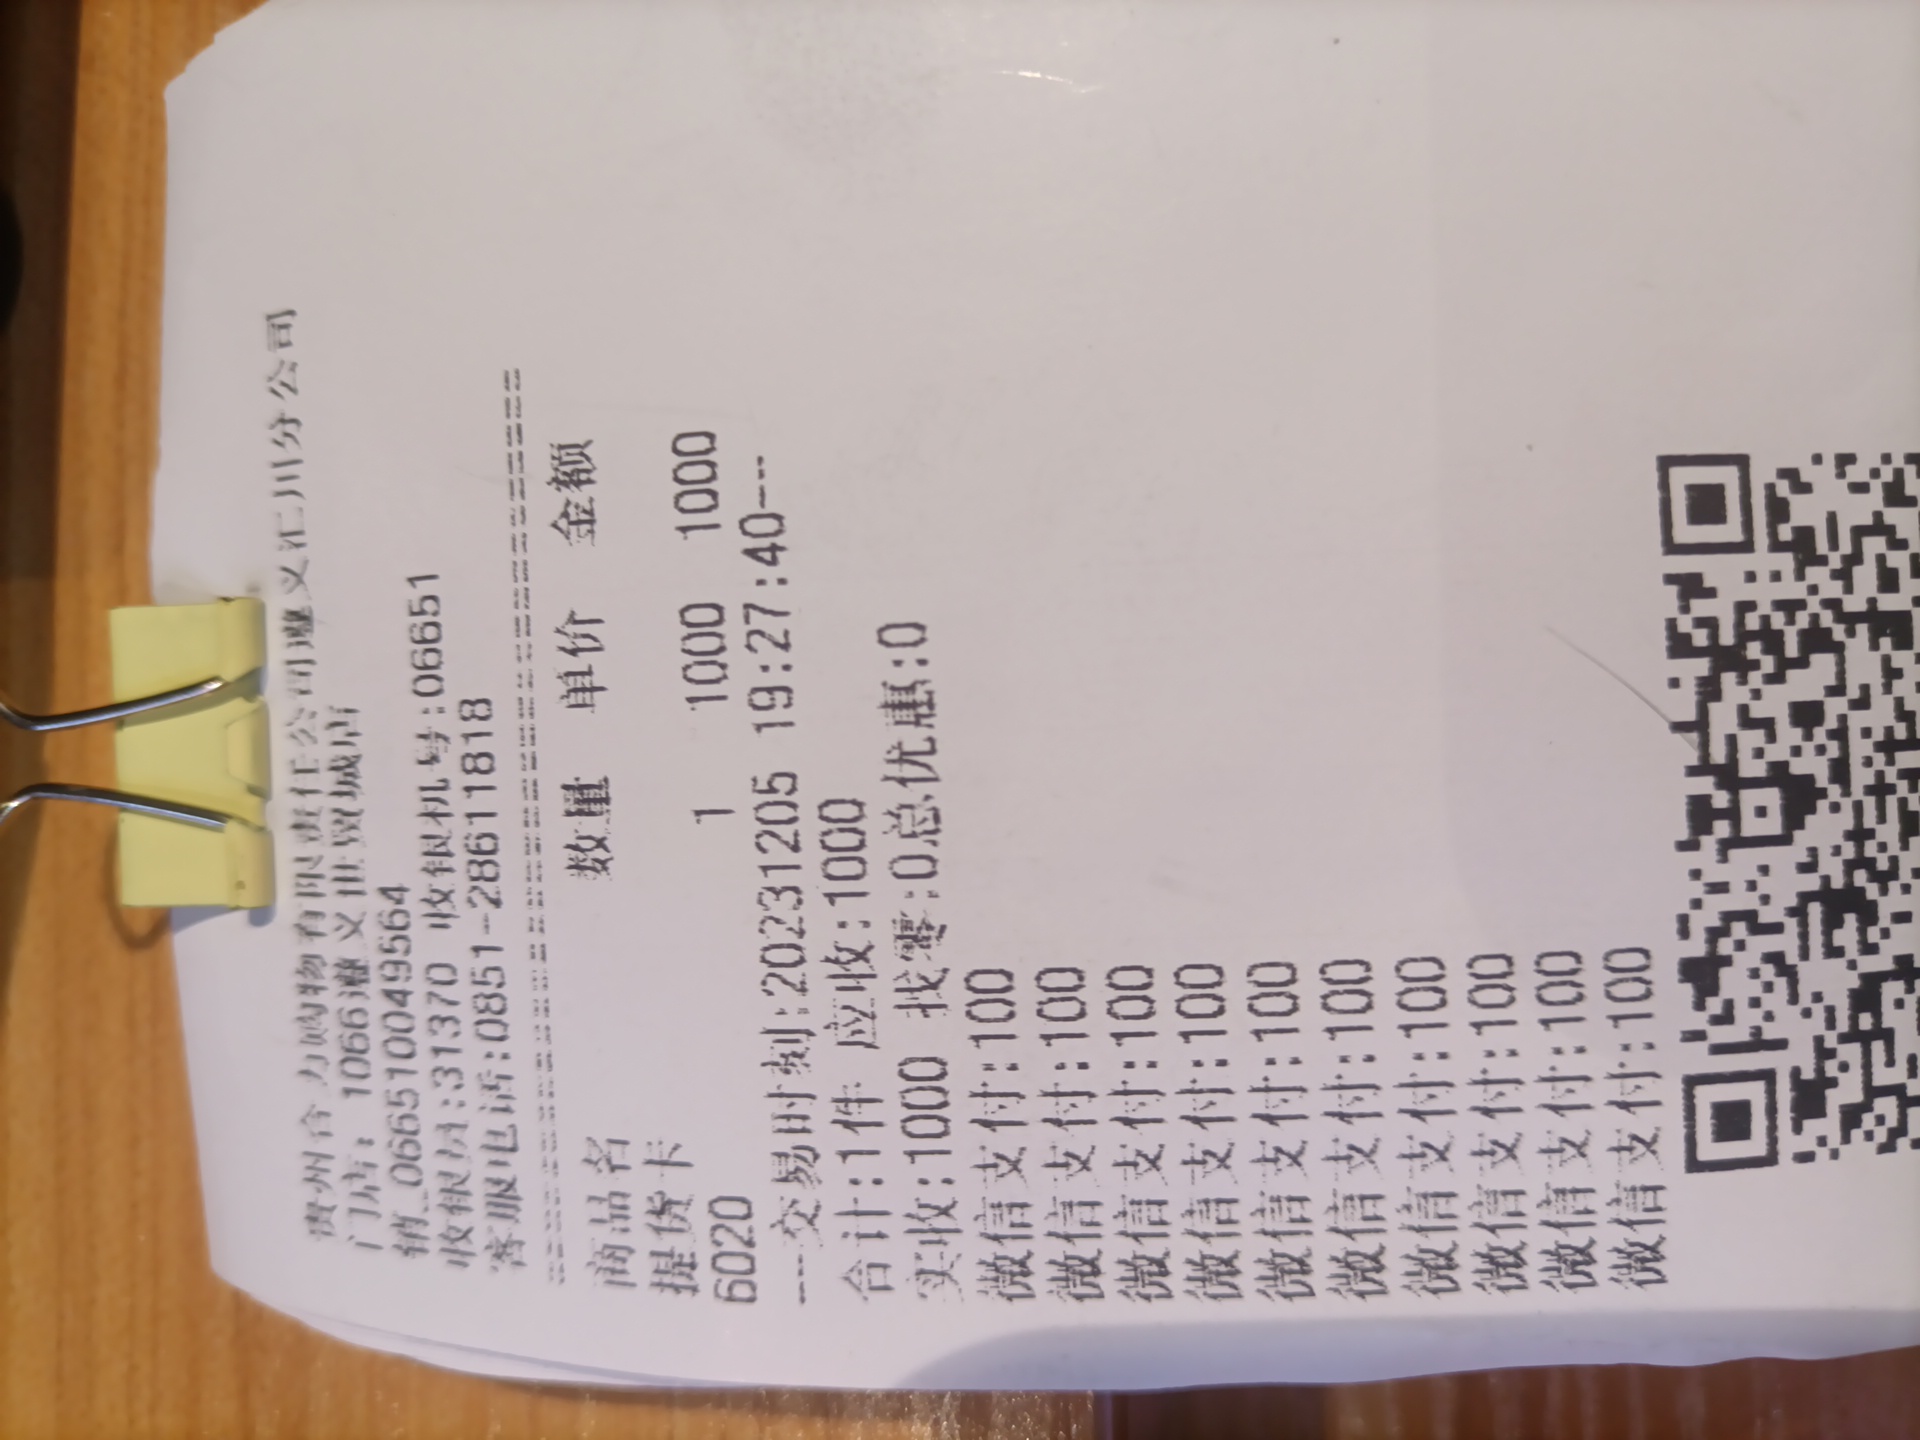 贵州合力购物有限责任公司遵义汇川分公司
门店: 1066遵义世贸城店
销_066510049564
收银员:31370 收银机号:06651
客服电话:0851-28611818
商品名 数量 单价 金额
提货卡
6020 1 1000 1000
---交易时刻:20231205 19:27:40---
合计:1件 应收:1000
实收:1000 找零:0总优惠:0
微信支付:100
微信支付:100
微信支付:100
微信支付:100
微信支付:100
微信支付:100
微信支付:100
微信支付:100
微信支付:100
微信支付:100